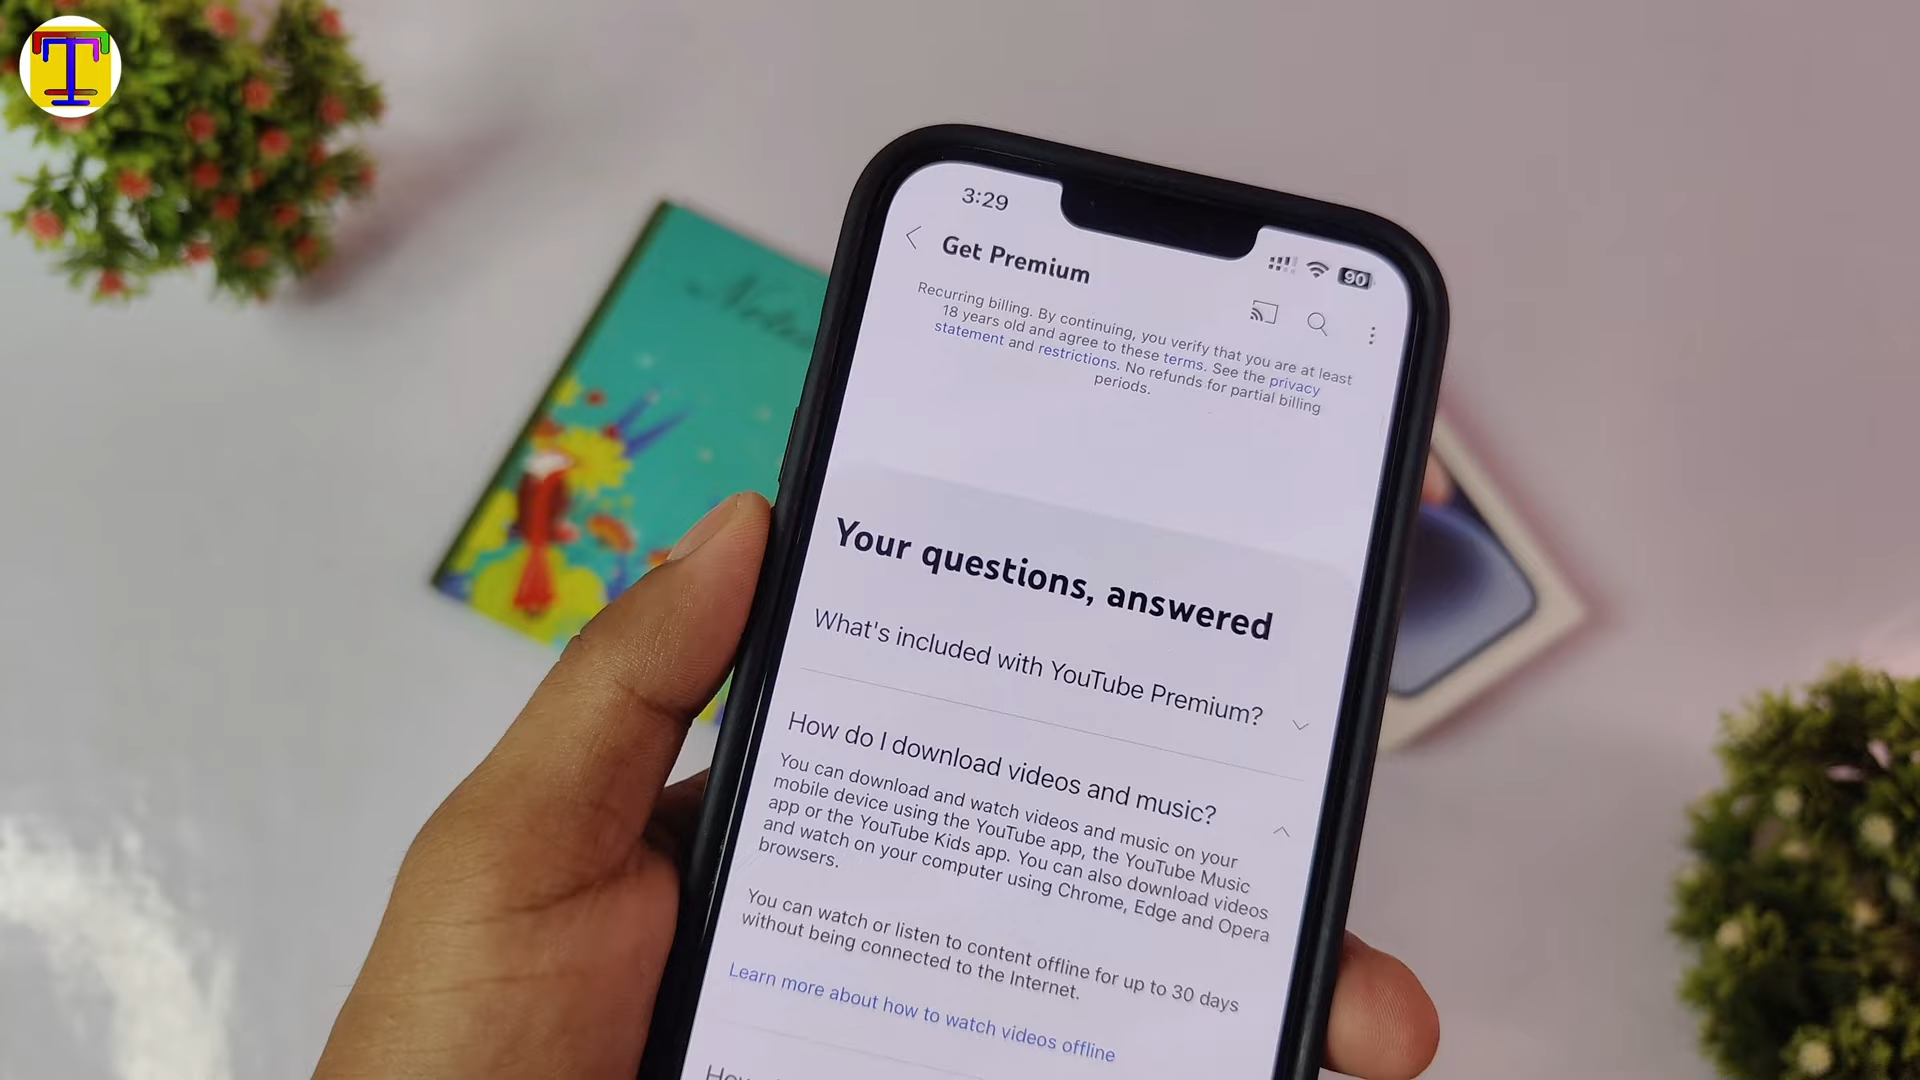 T
Notes
3:29
90
Get Premium
Recurring billing. By continuing, you verify that you are at least
18 years old and agree to these terms. See the privacy
statement and restrictions. No refunds for partial billing
periods.
Your questions, answered
What's included with YouTube Premium?
How do I download videos and music?
You can download and watch videos and music on your
mobile device using the YouTube app, the YouTube Music
app or the YouTube Kids app. You can also download videos
and watch on your computer using Chrome, Edge and Opera
browsers.
You can watch or listen to content offline for up to 30 days
without being connected to the Internet.
Learn more about how to watch videos offline